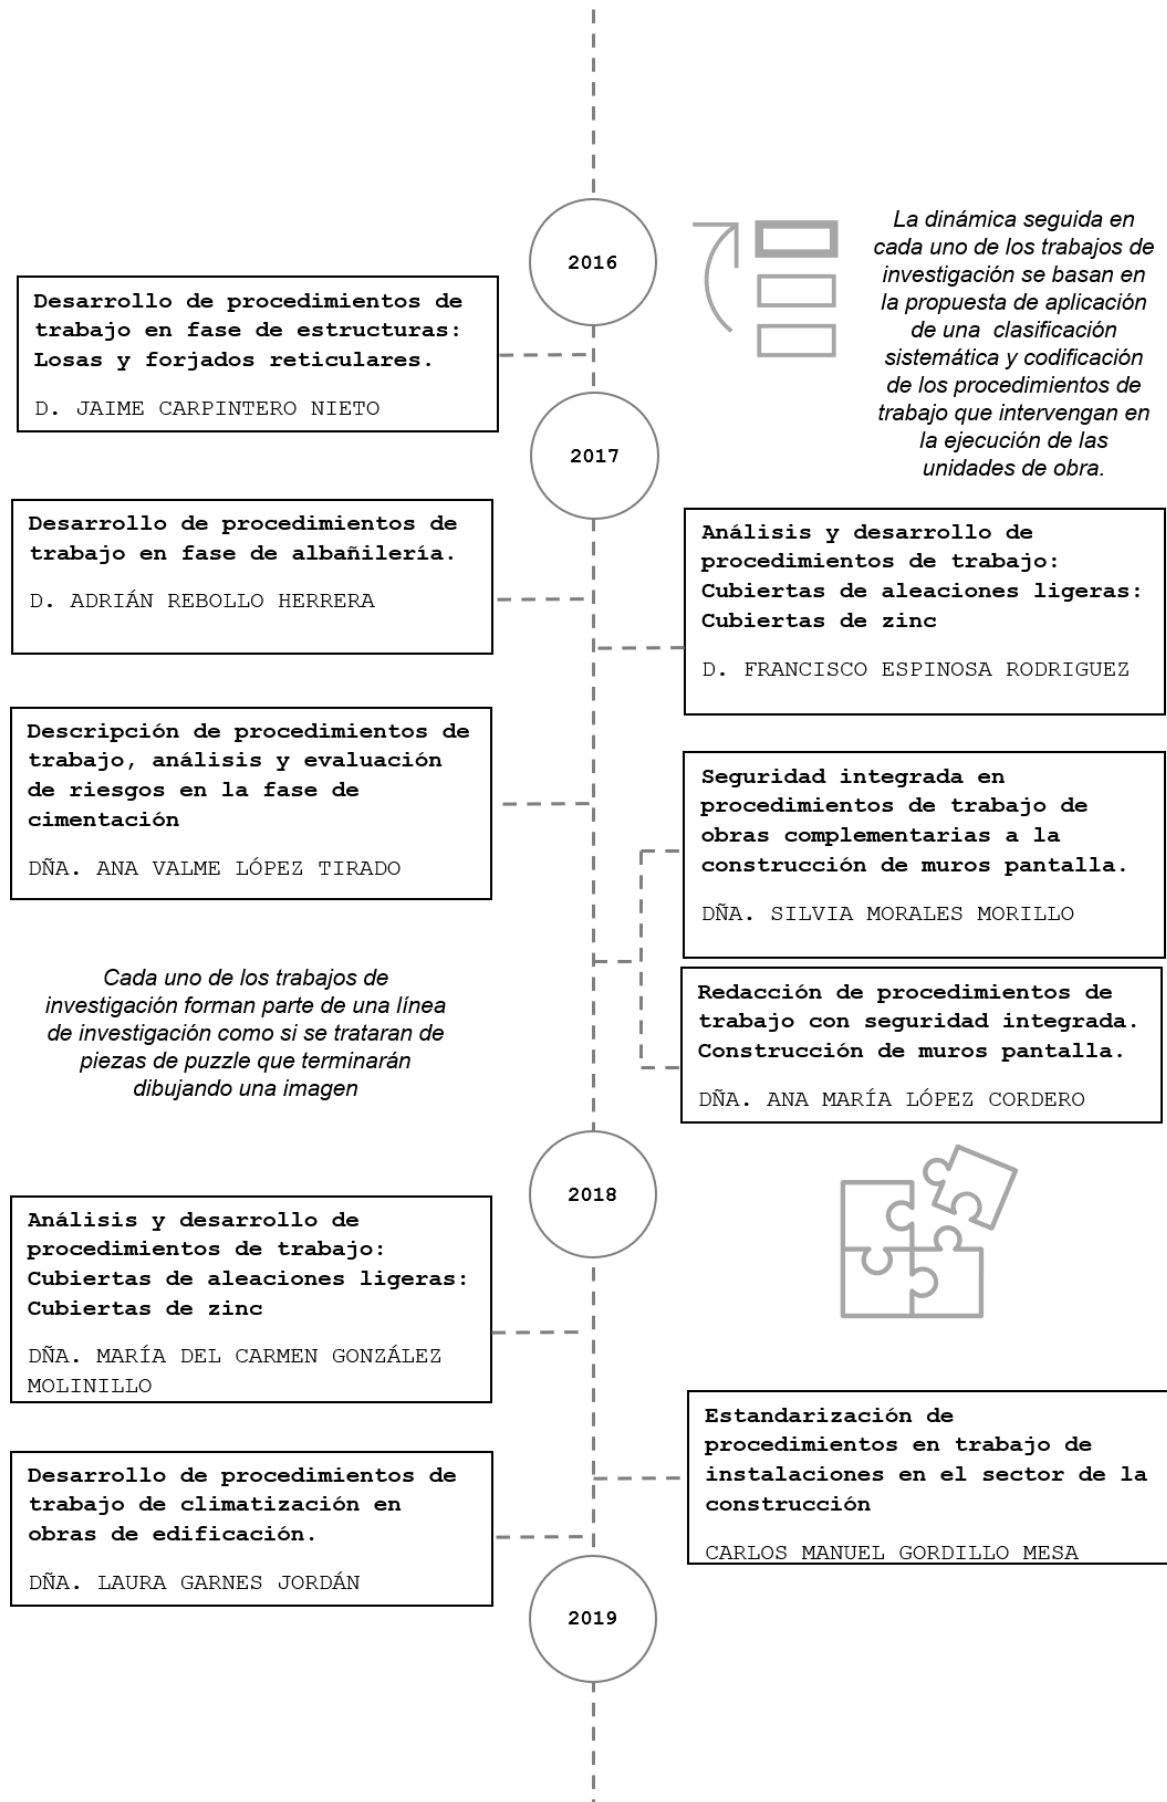 2016
La dinámica seguida en
cada uno de los trabajos de
investigación se basan en
la propuesta de aplicación
de una clasificación
sistemática y codificación
de los procedimientos de
trabajo que intervengan en
la ejecución de las
unidades de obra.
Desarrollo de procedimientos de
trabajo en fase de estructuras:
Losas y forjados reticulares.
D. JAIME CARPINTERO NIETO
2017
Desarrollo de procedimientos de
trabajo en fase de albañilería.
D. ADRIÁN REBOLLO HERRERA
Análisis y desarrollo de
procedimientos de trabajo:
Cubiertas de aleaciones ligeras:
Cubiertas de zinc
D. FRANCISCO ESPINOSA RODRIGUEZ
Descripción de procedimientos de
trabajo, análisis y evaluación
de riesgos en la fase de
cimentación
DÑA. ANA VALME LÓPEZ TIRADO
Seguridad integrada en
procedimientos de trabajo de
obras complementarias a la
construcción de muros pantalla.
DÑA. SILVIA MORALES MORILLO
Cada uno de los trabajos de
investigación forman parte de una línea
de investigación como si se trataran de
piezas de puzzle que terminarán
dibujando una imagen
Redacción de procedimientos de
trabajo con seguridad integrada.
Construcción de muros pantalla.
DÑA. ANA MARÍA LÓPEZ CORDERO
2018
Análisis y desarrollo de
procedimientos de trabajo:
Cubiertas de aleaciones ligeras:
Cubiertas de zinc
DÑA. MARÍA DEL CARMEN GONZÁLEZ
MOLINILLO
Estandarización de
procedimientos en trabajo de
instalaciones en el sector de la
construcción
CARLOS MANUEL GORDILLO MESA
Desarrollo de procedimientos de
trabajo de climatización en
obras de edificación.
DÑA. LAURA GARNES JORDÁN
2019